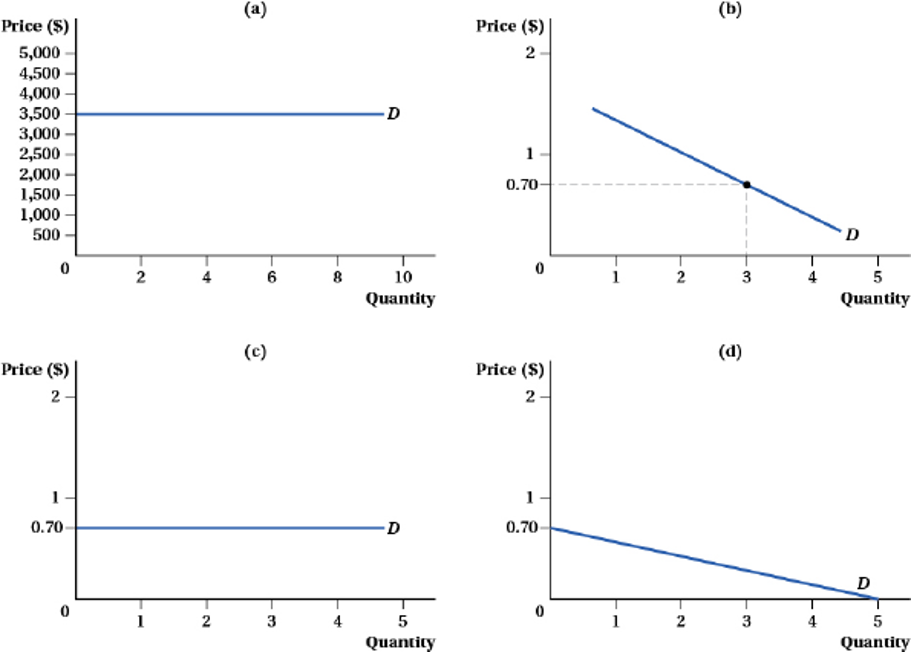 (a)
Price ($)
5,000
4,500
4,000
3,500
3,000
2,500
2,000
1,500
1,000
500
0
D
2 4 6 8 10
Quantity
(b)
Price ($)
2
1
0.70
0
D
1 2 3 4 5
Quantity
(c)
Price ($)
2
1
0.70
0
D
1 2 3 4 5
Quantity
(d)
Price ($)
2
1
0.70
0
D
1 2 3 4 5
Quantity